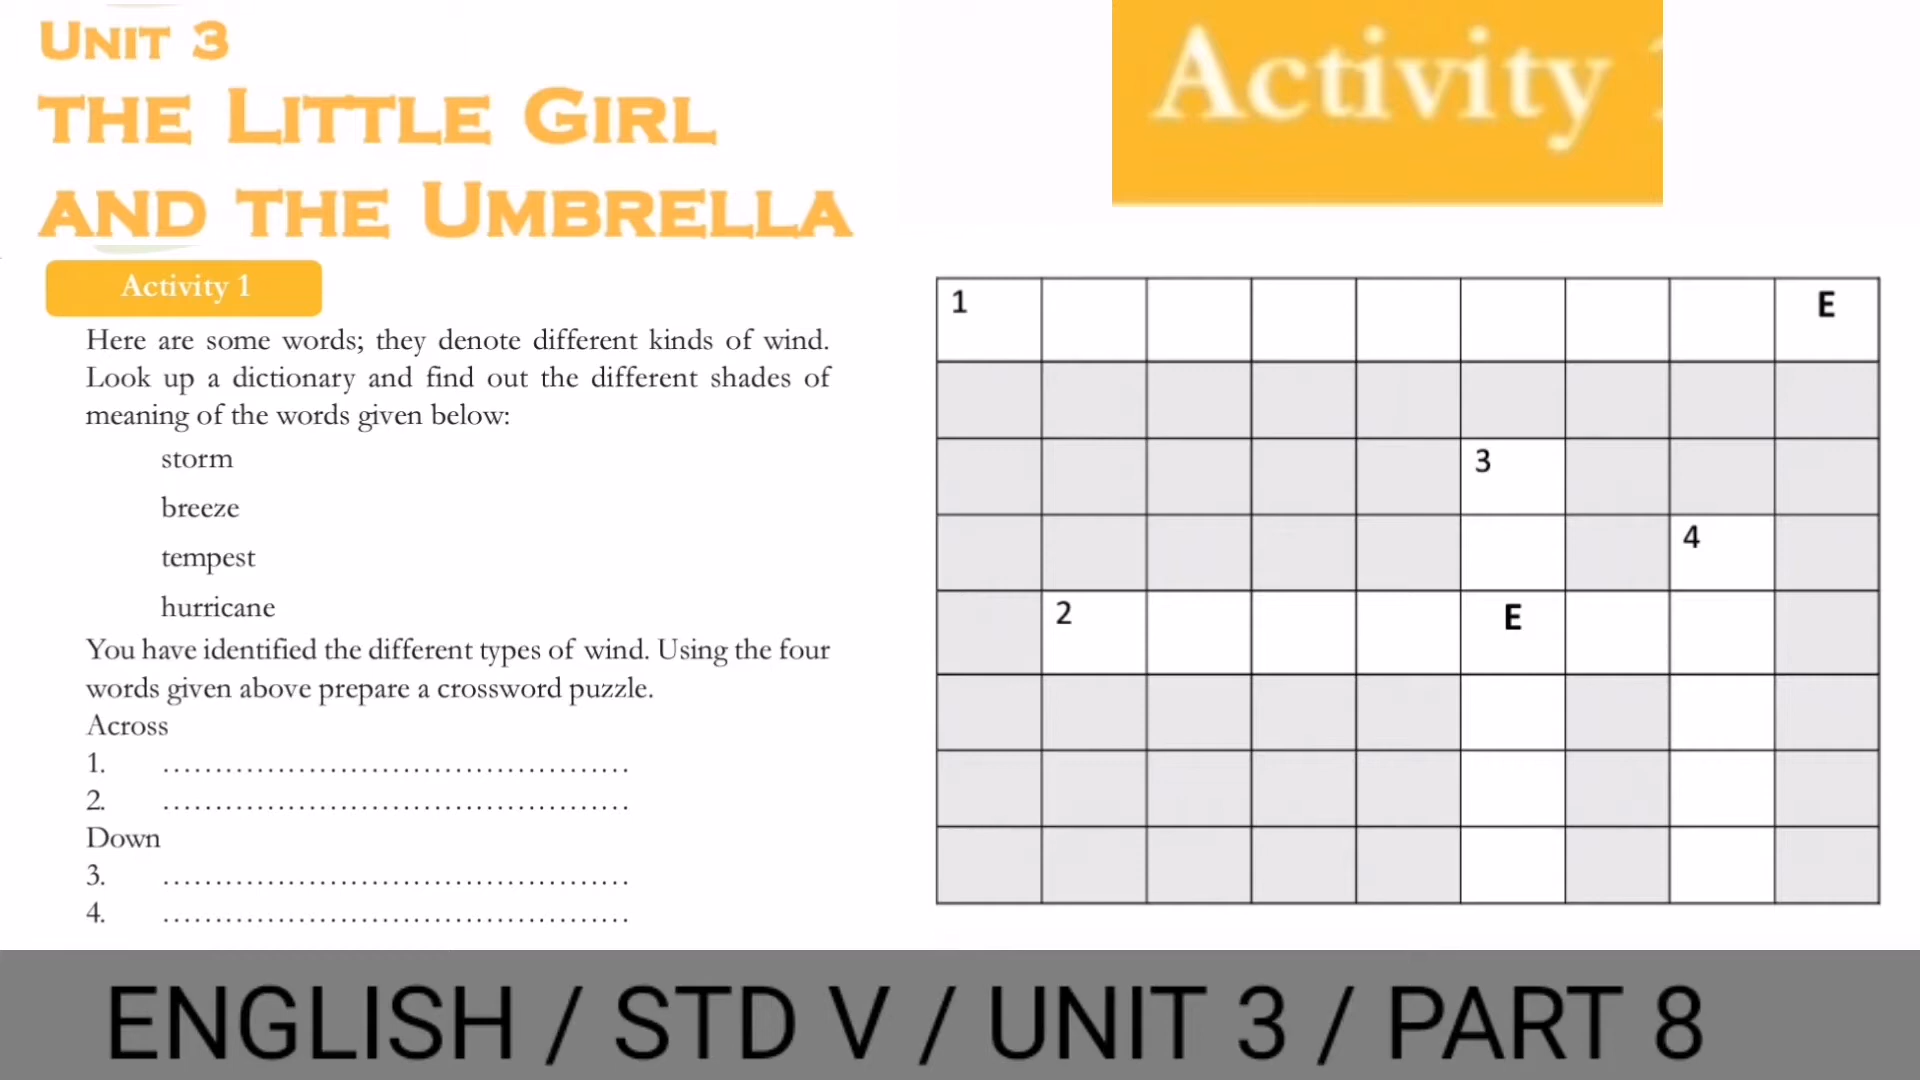 UNIT 3
THE LITTLE GIRL
AND THE UMBRELLA
Activity
Activity 1
Here are some words; they denote different kinds of wind.
Look up a dictionary and find out the different shades of
meaning of the words given below:
storm
breeze
tempest
hurricane
You have identified the different types of wind. Using the four
words given above prepare a crossword puzzle.
Across
1. .............................................
2. .............................................
Down
3. .............................................
4. .............................................
1 E
3
4
2 E
ENGLISH / STD V / UNIT 3 / PART 8